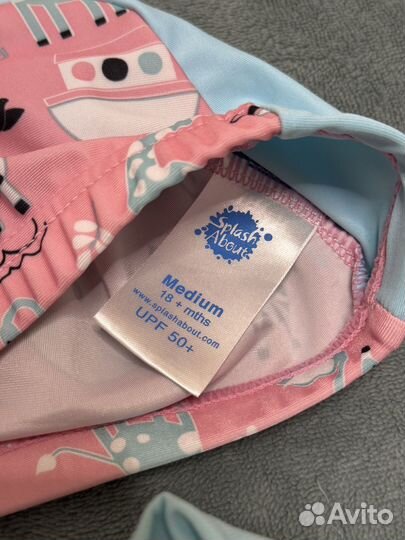 Splash
About
Medium
18 + mths
www.splashabout.com
UPF 50+
Avito